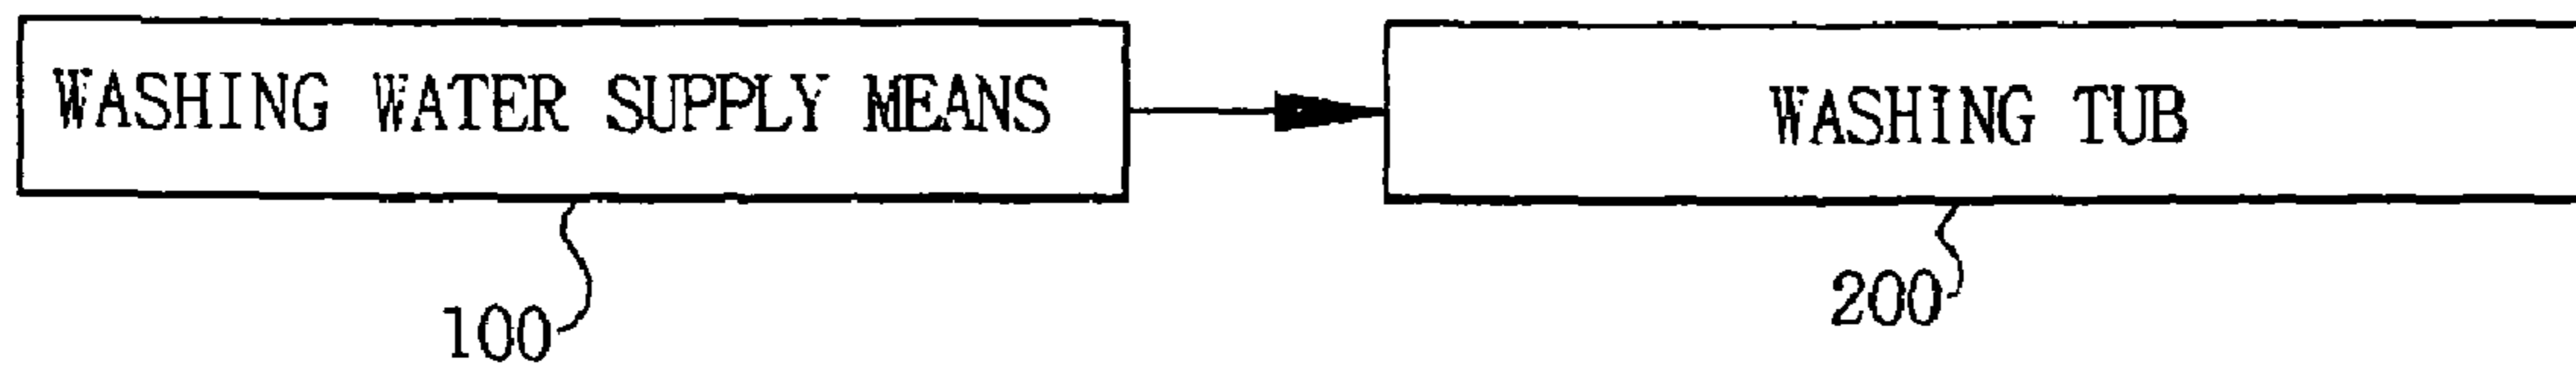 WASHING WATER SUPPLY MEANS
WASHING TUB
100
200